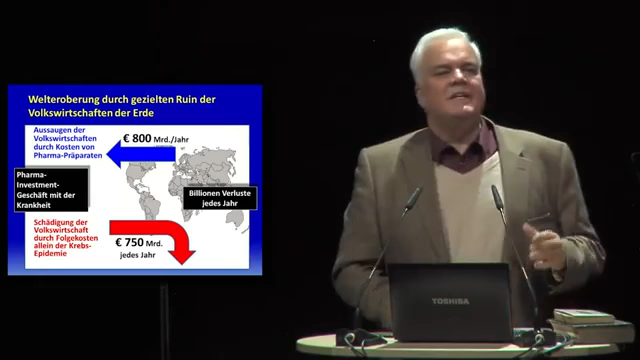 Welteroberung durch gezielten Ruin der
Volkswirtschaften der Erde
Aussaugen der
Volkswirtschaften
durch Kosten von
Pharma-Präparaten
€ 800 Mrd./Jahr
Pharma-
Investment-
Geschäft mit der
Krankheit
Billionen Verluste
jedes Jahr
Schädigung der
Volkswirtschaft
durch Folgekosten
allein der Krebs-
Epidemie
€ 750 Mrd.
jedes Jahr
TOSHIBA